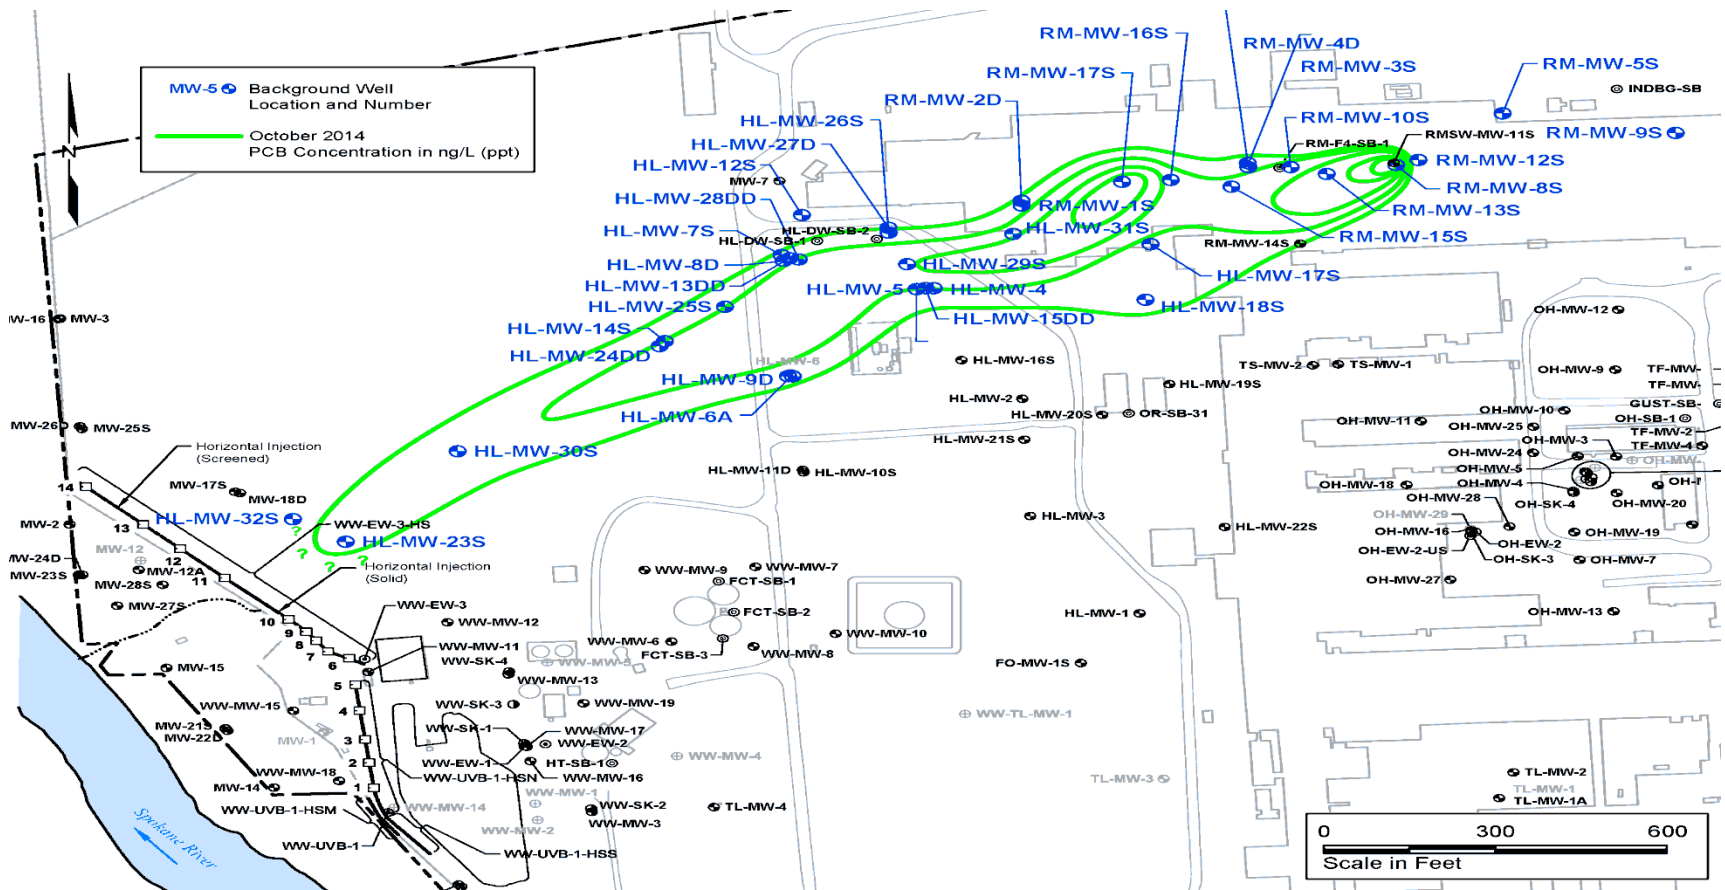 MW-5 Background Well
Location and Number
October 2014
PCB Concentration in ng/L (ppt)
N
RM-MW-16S
RM-MW-4D
RM-MW-3S
RM-MW-5S
INDBG-SB
RM-MW-17S
RM-MW-2D
RM-MW-10S
HL-MW-26S
RMSW-MW-11S
RM-MW-9S
HL-MW-27D
RM-F4-SB-1
HL-MW-12S
RM-MW-12S
MW-7
RM-MW-8S
HL-MW-28DD
RM-MW-1S
RM-MW-13S
HL-MW-7S
HL-DW-SB-2
HL-DW-SB-1
HL-MW-31S
RM-MW-14S
RM-MW-15S
HL-MW-8D
HL-MW-29S
HL-MW-17S
HL-MW-13DD
HL-MW-5
HL-MW-4
HL-MW-25S
HL-MW-18S
HL-MW-15DD
OH-MW-12
MW-3
HL-MW-14S
HL-MW-24DD
HL-MW-6
HL-MW-16S
TS-MW-2
TS-MW-1
OH-MW-9
HL-MW-9D
HL-MW-19S
HL-MW-2
HL-MW-6A
HL-MW-20S
OR-SB-31
OH-MW-10
OH-SB-1
OH-MW-11
OH-MW-25
TF-MW-2
MW-25S
HL-MW-21S
OH-MW-3
TF-MW-4
Horizontal Injection
(Screened)
HL-MW-30S
OH-MW-24
OH-MW-5
HL-MW-11D
HL-MW-10S
OH-MW-18
OH-MW-4
14
MW-17S
MW-18D
OH-MW-28
OH-SK-4
OH-MW-20
HL-MW-32S
WW-EW-3-HS
HL-MW-3
OH-MW-29
MW-2
13
?
HL-MW-22S
OH-MW-16
OH-MW-19
HL-MW-23S
OH-EW-2
MW-12
12
?
?
?
OH-EW-2-US
OH-SK-3
OH-MW-7
MW-24D
Horizontal Injection
(Solid)
MW-23S
MW-12A
11
WW-MW-9
WW-MW-7
OH-MW-27
MW-28S
FCT-SB-1
MW-27S
WW-EW-3
FCT-SB-2
HL-MW-1
OH-MW-13
10
WW-MW-12
9
WW-MW-10
8
WW-MW-11
WW-MW-6
7
6
WW-SK-4
WW-MW-5
FCT-SB-3
WW-MW-8
FO-MW-1S
MW-15
WW-MW-13
5
WW-MW-15
4
WW-SK-3
WW-MW-19
WW-TL-MW-1
MW-21S
WW-SK-1
WW-MW-17
MW-22D
MW-1
3
WW-EW-2
WW-MW-4
2
WW-EW-1
HT-SB-1
WW-MW-18
WW-UVB-1-HSN
WW-MW-16
TL-MW-3
TL-MW-2
MW-14
1
TL-MW-1
WW-UVB-1-HSM
WW-MW-14
WW-MW-1
WW-SK-2
TL-MW-4
TL-MW-1A
WW-MW-2
WW-MW-3
Spokane River
WW-UVB-1
WW-UVB-1-HSS
0 300 600
Scale in Feet